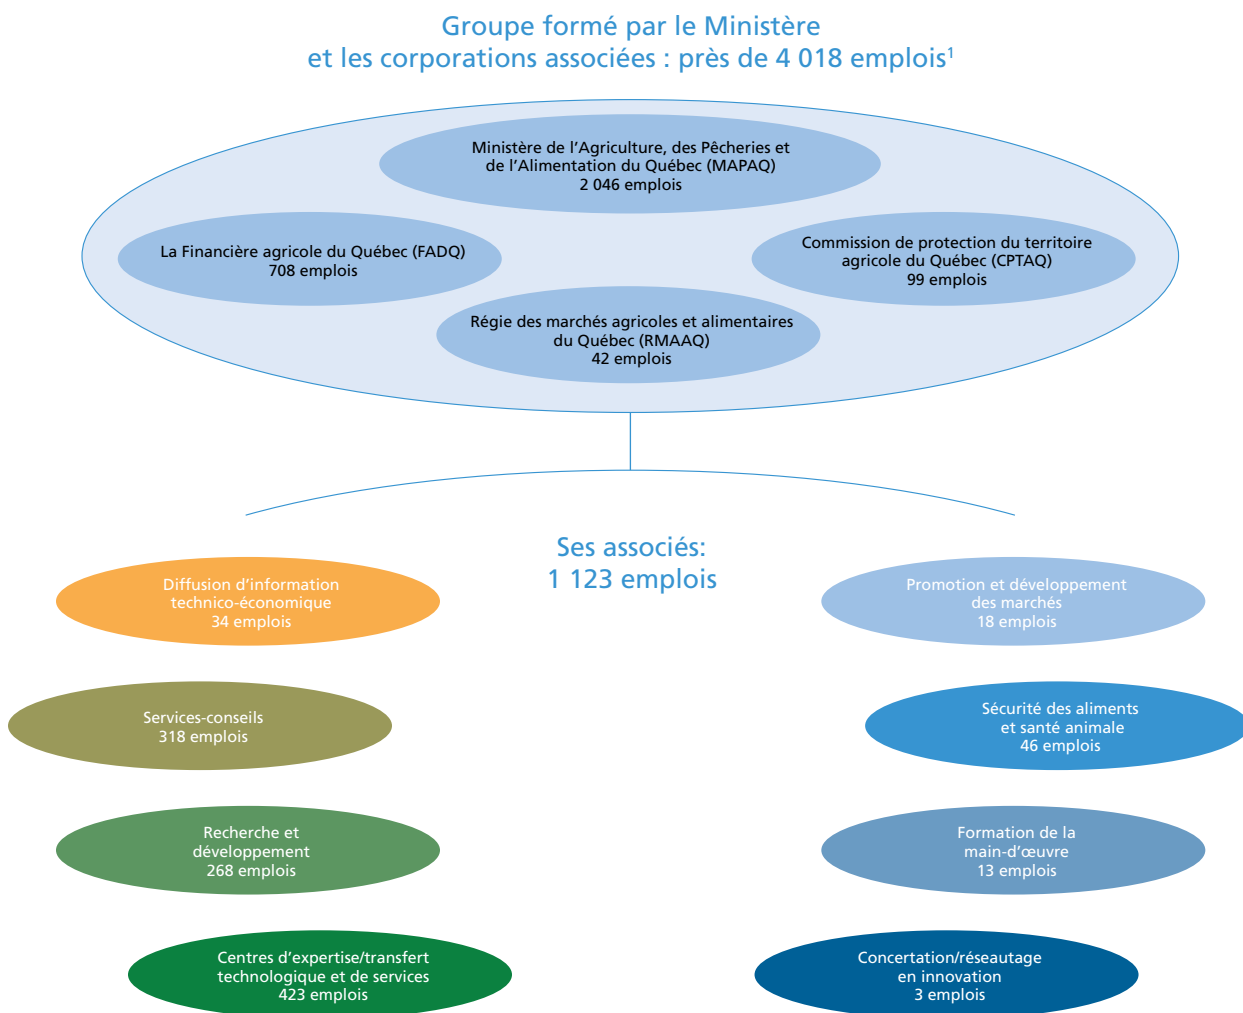 Groupe formé par le Ministère
et les corporations associées : près de 4 018 emplois¹
Ministère de l’Agriculture, des Pêcheries et
de l’Alimentation du Québec (MAPAQ)
2 046 emplois
La Financière agricole du Québec (FADQ)
708 emplois
Commission de protection du territoire
agricole du Québec (CPTAQ)
99 emplois
Régie des marchés agricoles et alimentaires
du Québec (RMAAQ)
42 emplois
Ses associés:
1 123 emplois
Diffusion d’information
technico-économique
34 emplois
Services-conseils
318 emplois
Recherche et
développement
268 emplois
Centres d’expertise/transfert
technologique et de services
423 emplois
Promotion et développement
des marchés
18 emplois
Sécurité des aliments
et santé animale
46 emplois
Formation de la
main-d’œuvre
13 emplois
Concertation/réseautage
en innovation
3 emplois